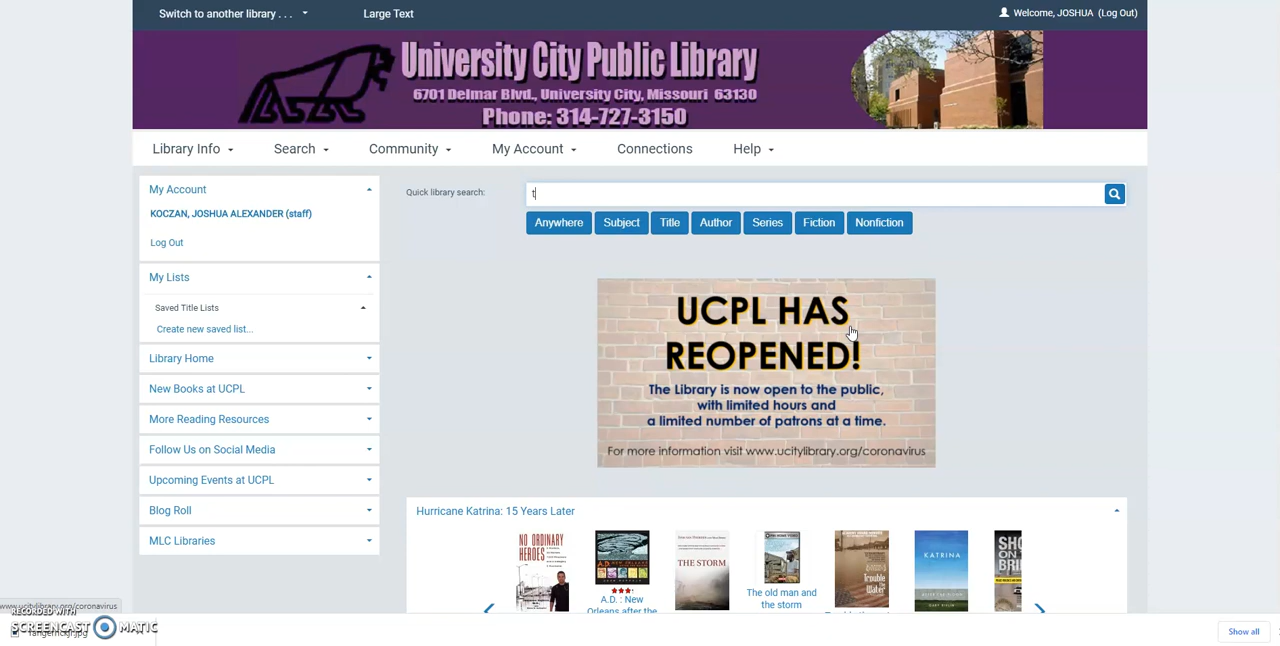 Switch to another library . . .
Large Text
Welcome, JOSHUA (Log Out)
University City Public Library
6701 Delmar Blvd., University City, Missouri 63130
Phone: 314-727-3150
Library Info
Search
Community
My Account
Connections
Help
My Account
KOCZAN, JOSHUA ALEXANDER (staff)
Log Out
My Lists
Saved Title Lists
Create new saved list...
Library Home
New Books at UCPL
More Reading Resources
Follow Us on Social Media
Upcoming Events at UCPL
Blog Roll
MLC Libraries
Quick library search:
t
Anywhere
Subject
Title
Author
Series
Fiction
Nonfiction
UCPL HAS
REOPENED!
The Library is now open to the public,
with limited hours and
a limited number of patrons at a time.
For more information visit www.ucitylibrary.org/coronavirus
Hurricane Katrina: 15 Years Later
NO ORDINARY
HEROES
THE STORM
Trouble
the Water
KATRINA
A.D. : New
Orleans after the
The old man and
the storm
www.ucitylibrary.org/coronavirus
RECORDED WITH
SCREENCAST MATIC
Show all